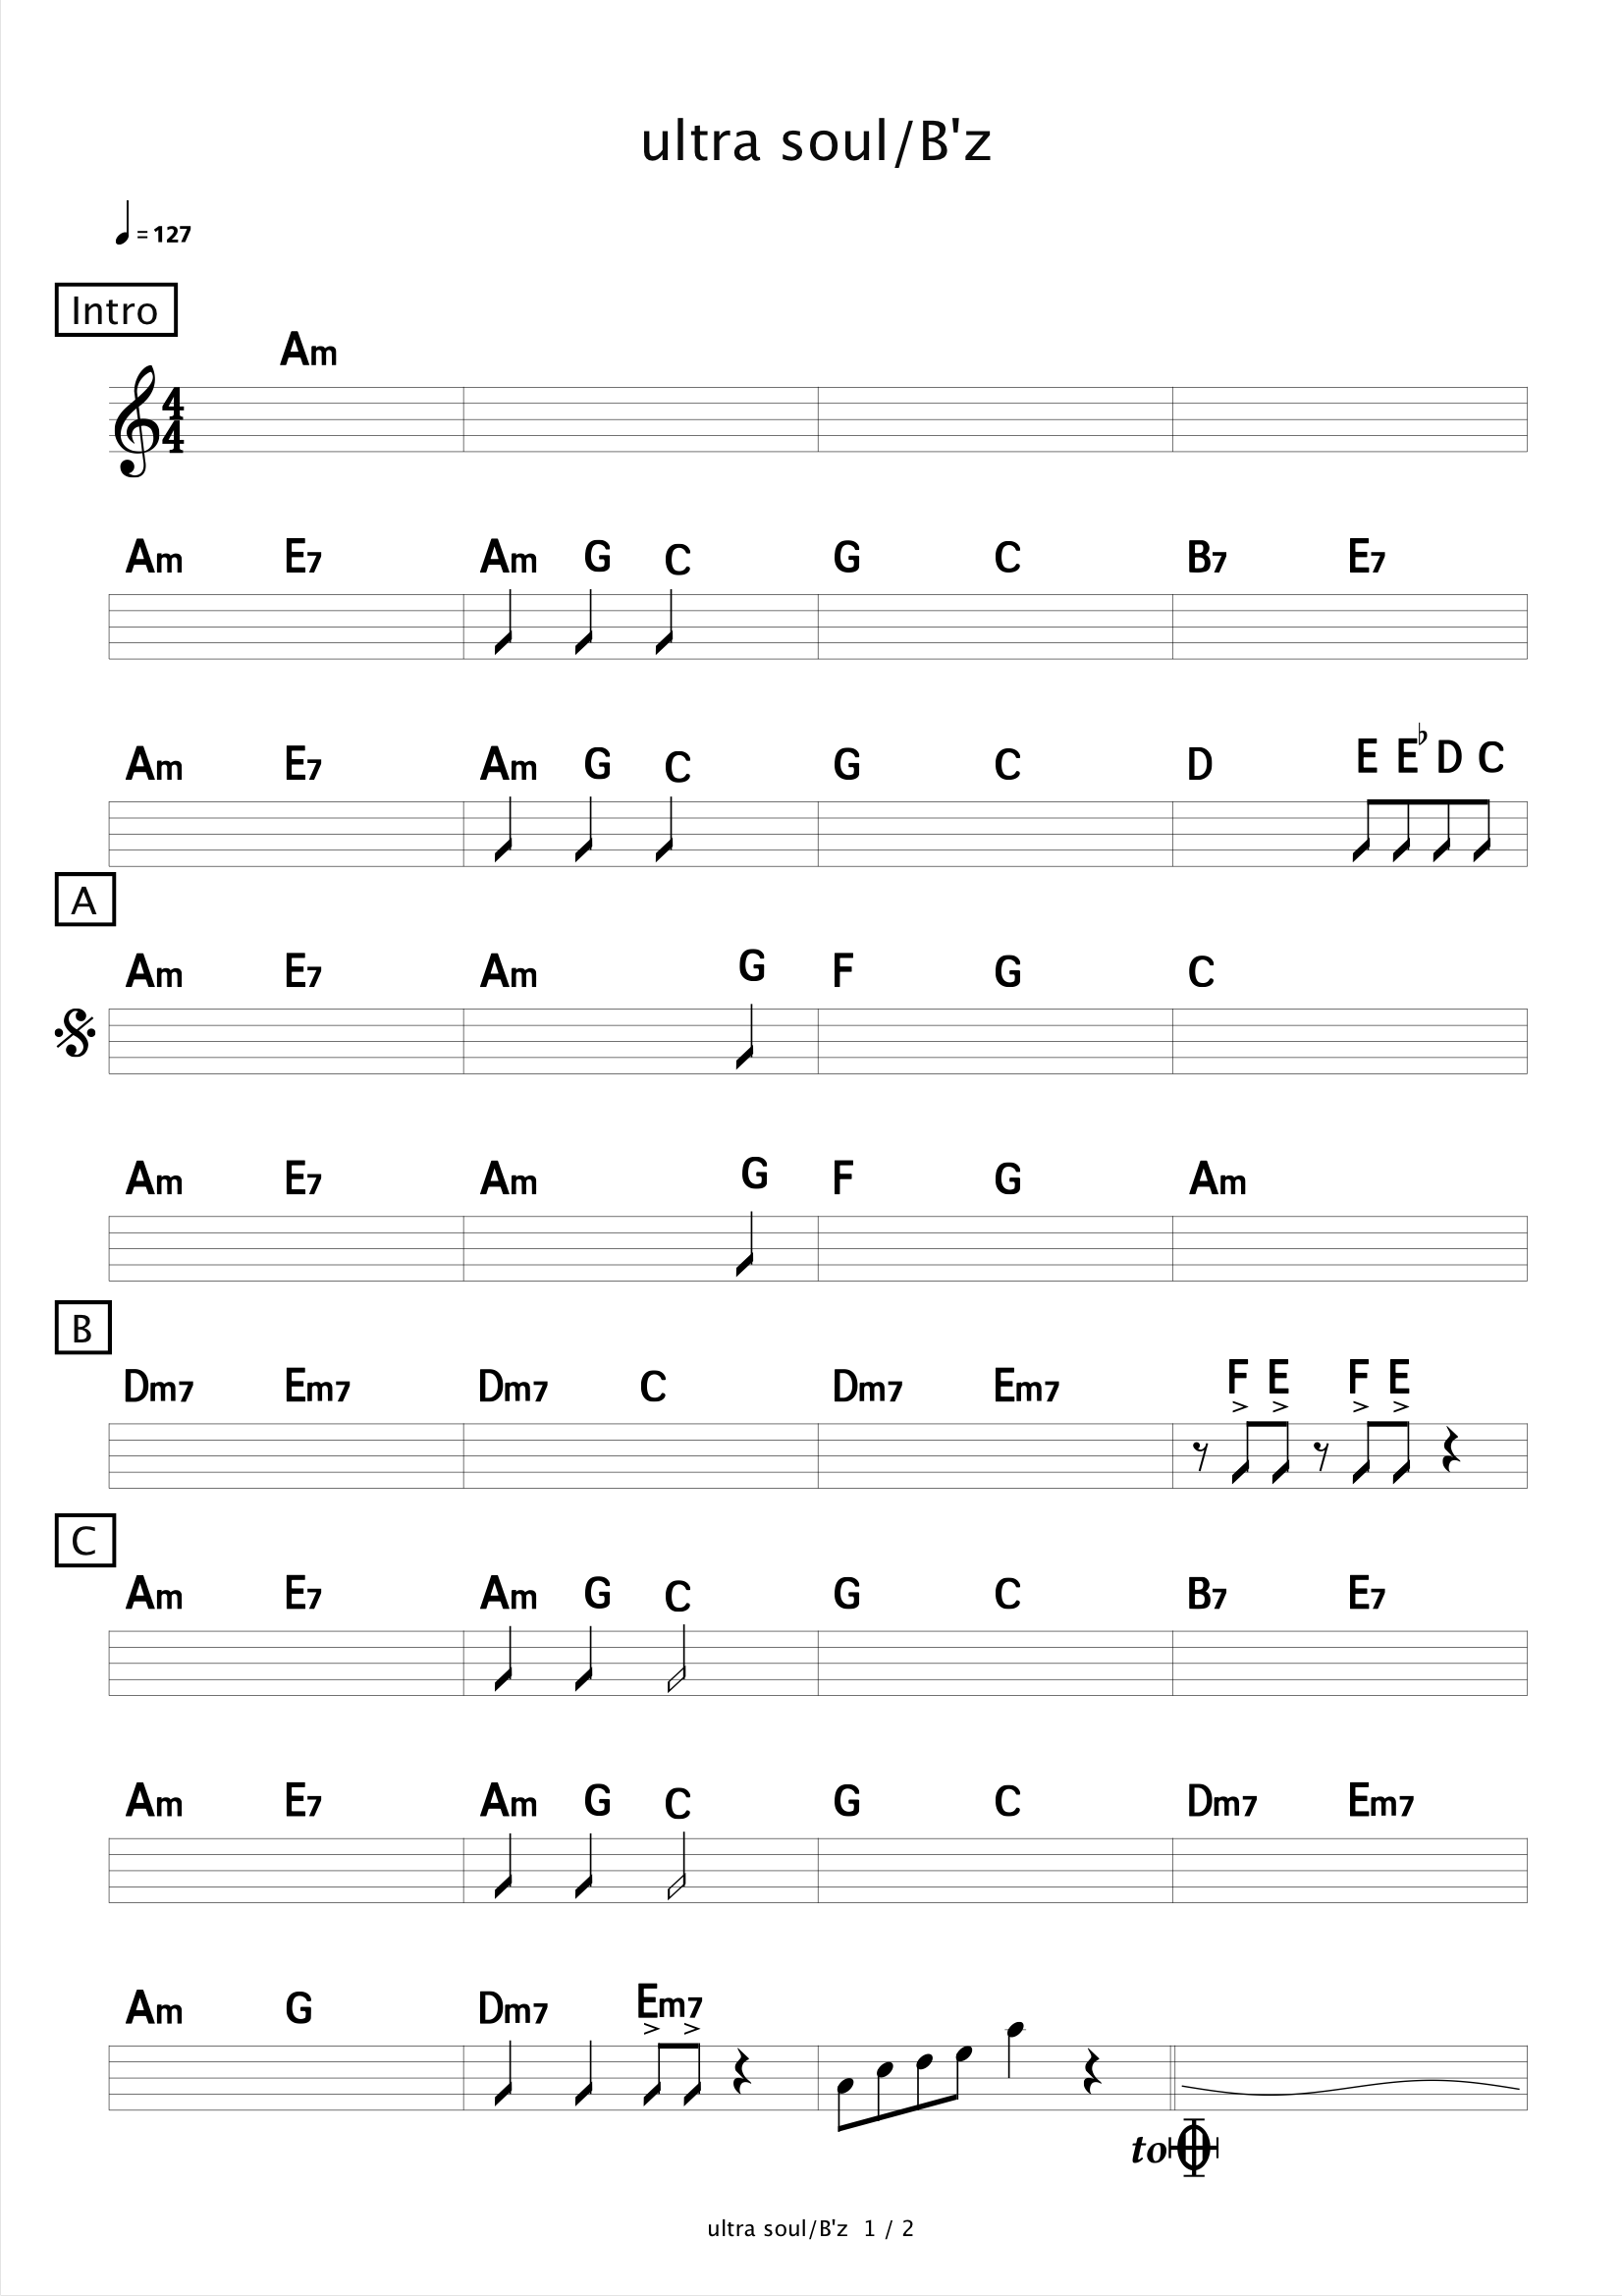 ultra soul/B'z
= 127
Intro
Am
4
4
Am E7 Am G C G C B7 E7
Am E7 Am G C G C D E E♭ D C
A
Am E7 Am G F G C
Am E7 Am G F G Am
B
Dm7 Em7 Dm7 C Dm7 Em7 F E F E
C
Am E7 Am G C G C B7 E7
Am E7 Am G C G C Dm7 Em7
Am G Dm7 Em7
to
ultra soul/B'z 1 / 2